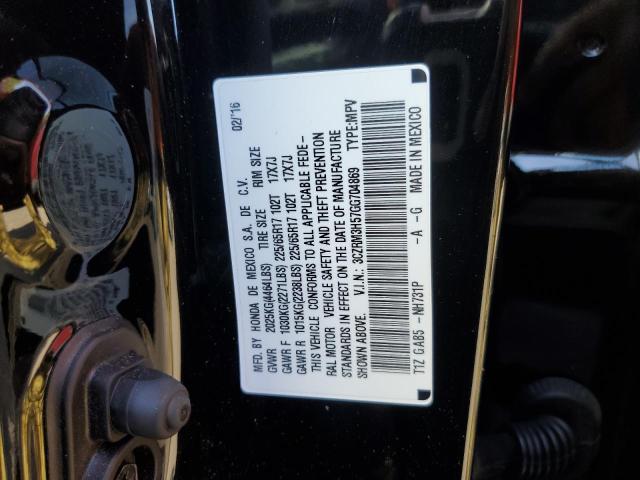 02/'16
MFD. BY HONDA DE MEXICO S.A. DE C.V.
GVWR 2025KG(4464LBS) TIRE SIZE RIM SIZE
GAWR F 1030KG(2271LBS) 225/65R17 102T 17X7J
GAWR R 1015KG(2238LBS) 225/65R17 102T 17X7J
THIS VEHICLE CONFORMS TO ALL APPLICABLE FEDE-
RAL MOTOR VEHICLE SAFETY AND THEFT PREVENTION
STANDARDS IN EFFECT ON THE DATE OF MANUFACTURE
SHOWN ABOVE. V.I.N.: 3CZRM3H57GG704869 TYPE:MPV
T1Z GAB5 -NH731P -A -G MADE IN MEXICO